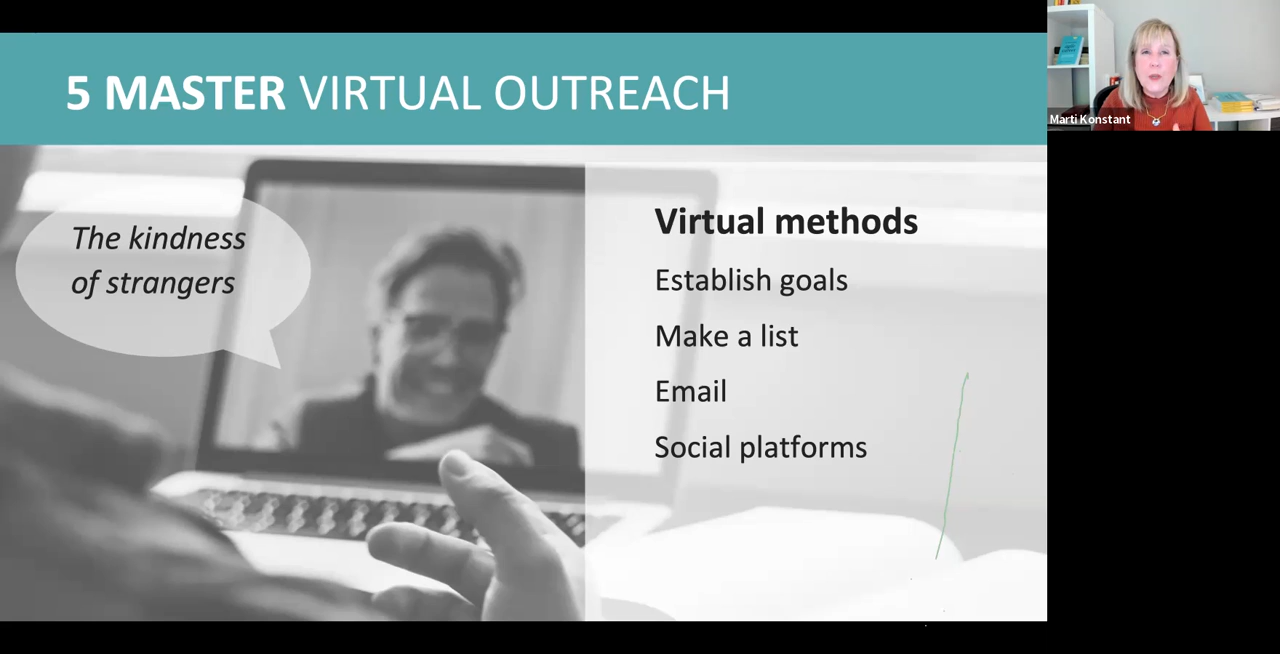 5 MASTER VIRTUAL OUTREACH
The kindness
of strangers
Virtual methods
Establish goals
Make a list
Email
Social platforms
Marti Konstant